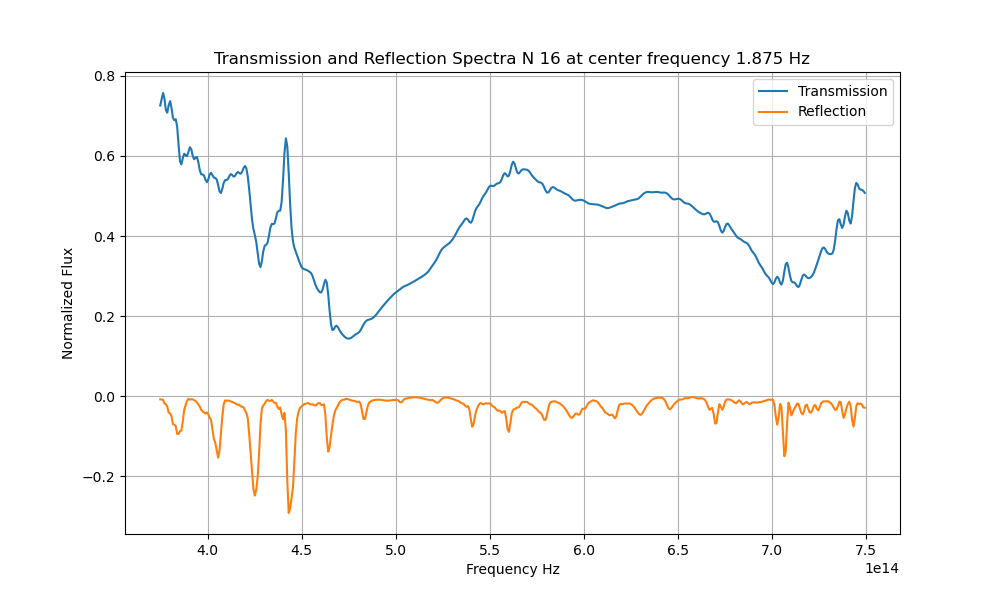 Transmission and Reflection Spectra N 16 at center frequency 1.875 Hz
Transmission
Reflection
Normalized Flux
0.8
0.6
0.4
0.2
0.0
−0.2
4.0 4.5 5.0 5.5 6.0 6.5 7.0 7.5
1e14
Frequency Hz